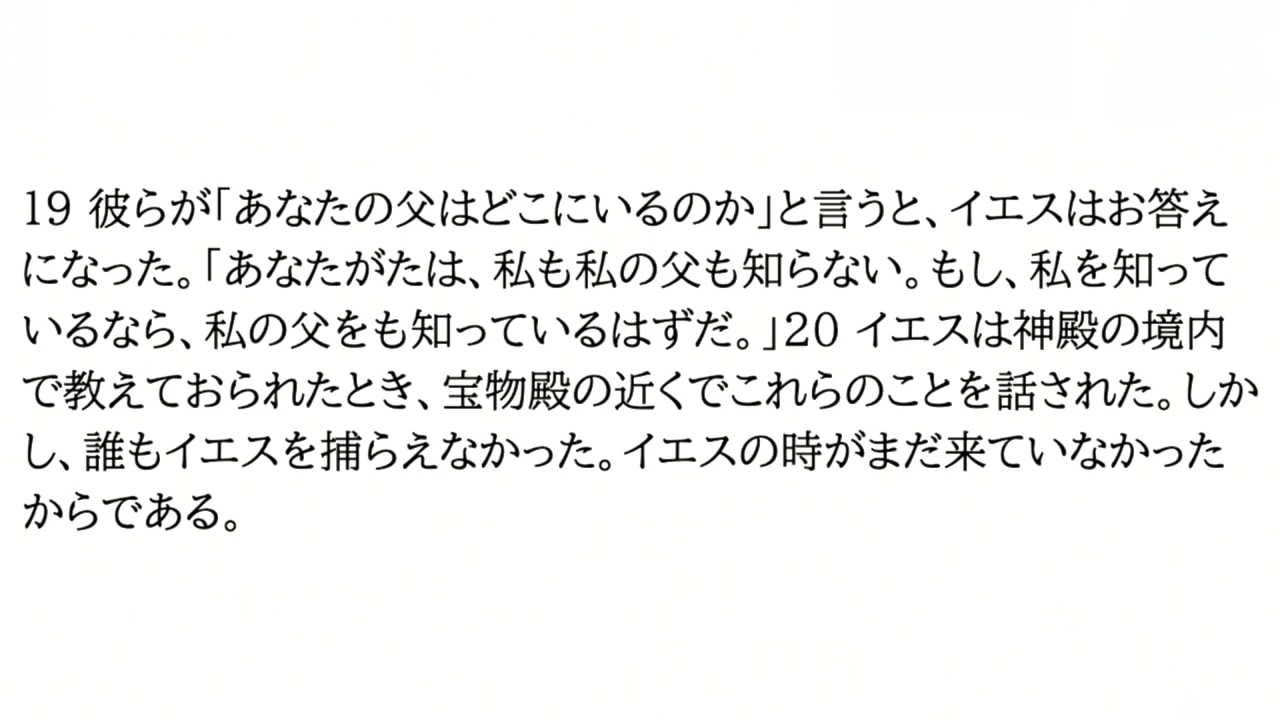 19 彼らが「あなたの父はどこにいるのか」と言うと、イエスはお答え
になった。「あなたがたは、私も私の父も知らない。もし、私を知って
いるなら、私の父をも知っているはずだ。」20 イエスは神殿の境内
で教えておられたとき、宝物殿の近くでこれらのことを話された。しか
し、誰もイエスを捕らえなかった。イエスの時がまだ来ていなかった
からである。